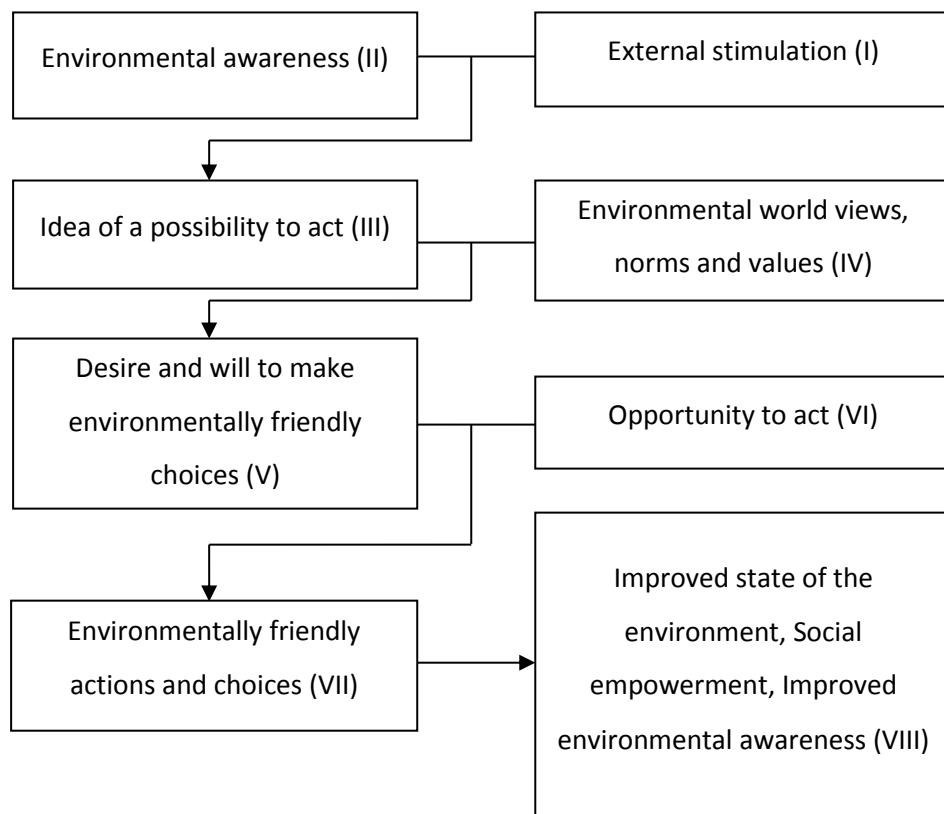 Environmental awareness (II)
External stimulation (I)
Idea of a possibility to act (III)
Environmental world views,
norms and values (IV)
Desire and will to make
environmentally friendly
choices (V)
Opportunity to act (VI)
Environmentally friendly
actions and choices (VII)
Improved state of the
environment, Social
empowerment, Improved
environmental awareness (VIII)